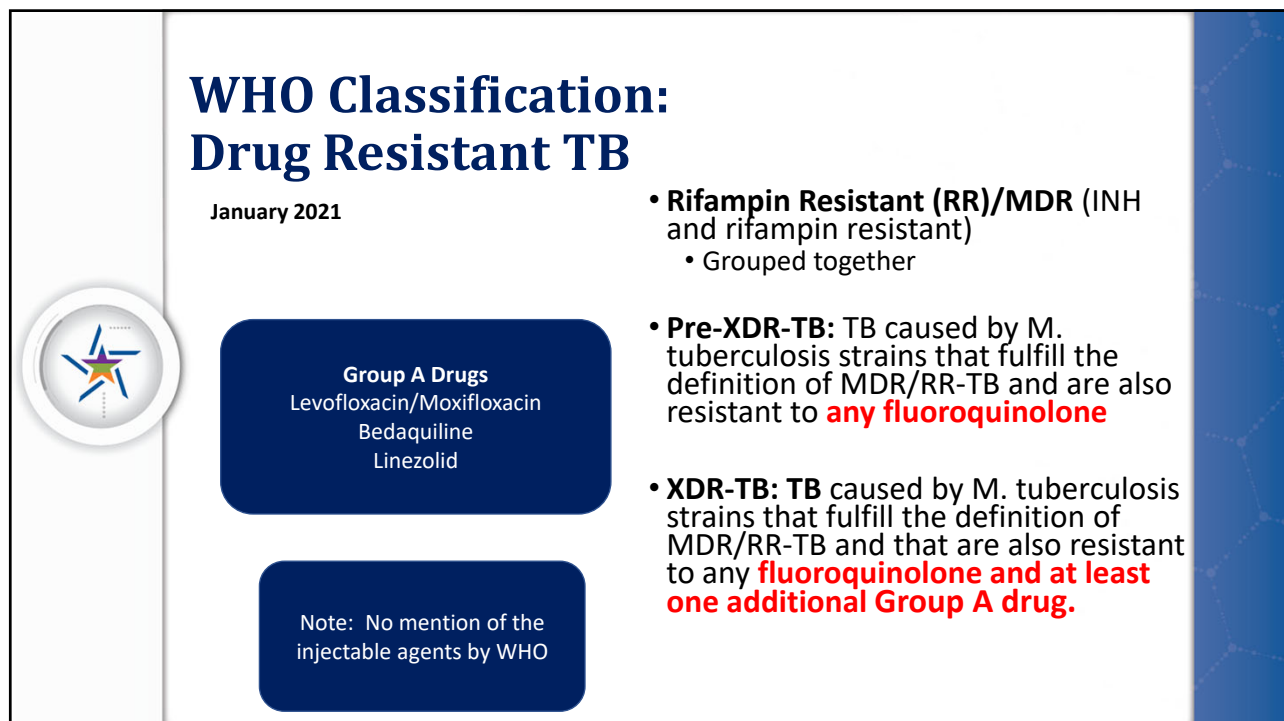 WHO Classification:
Drug Resistant TB
January 2021
Group A Drugs
Levofloxacin/Moxifloxacin
Bedaquiline
Linezolid
Note: No mention of the
injectable agents by WHO
• Rifampin Resistant (RR)/MDR (INH
and rifampin resistant)
• Grouped together
• Pre-XDR-TB: TB caused by M.
tuberculosis strains that fulfill the
definition of MDR/RR-TB and are also
resistant to any fluoroquinolone
• XDR-TB: TB caused by M. tuberculosis
strains that fulfill the definition of
MDR/RR-TB and that are also resistant
to any fluoroquinolone and at least
one additional Group A drug.